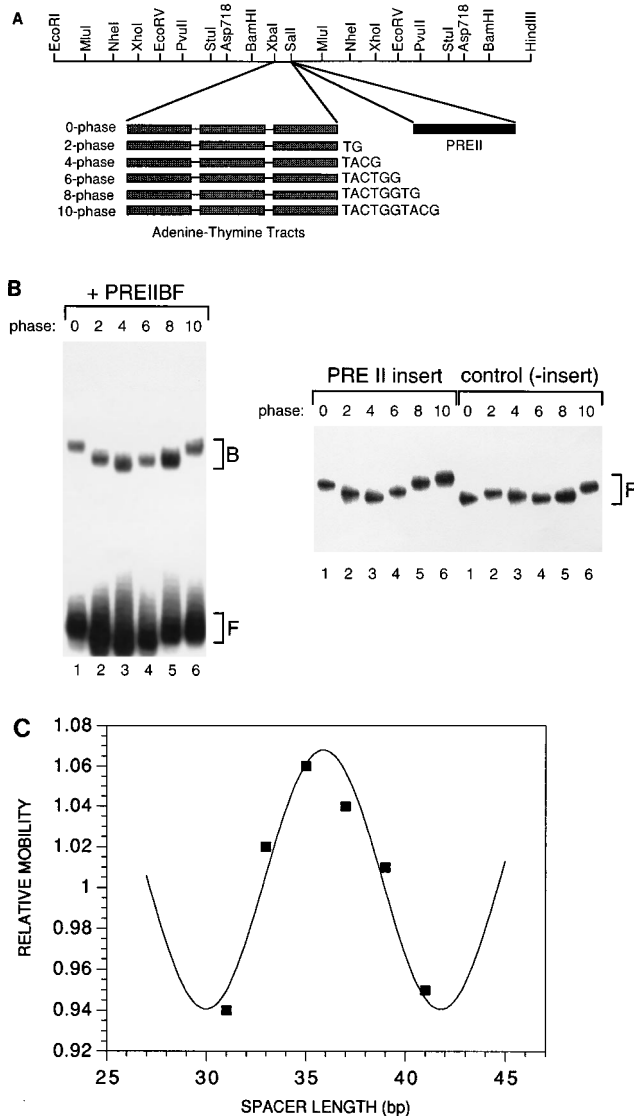 A
EcoRI MluI NheI XhoI EcoRV PvuII StuI Asp718 BamHI XbaI SalI MluI NheI XhoI EcoRV PvuII StuI Asp718 BamHI HindIII
0-phase
PREII
2-phase TG
4-phase TACG
6-phase TACTGG
8-phase TACTGGTG
10-phase TACTGGTACG
Adenine-Thymine Tracts
B
+ PREIIBF
phase: 0 2 4 6 8 10
B
F
1 2 3 4 5 6
PRE II insert control (-insert)
phase: 0 2 4 6 8 10 0 2 4 6 8 10
F
1 2 3 4 5 6 1 2 3 4 5 6
C
RELATIVE MOBILITY
1.08
1.06
1.04
1.02
1
0.98
0.96
0.94
0.92
25 30 35 40 45
SPACER LENGTH (bp)